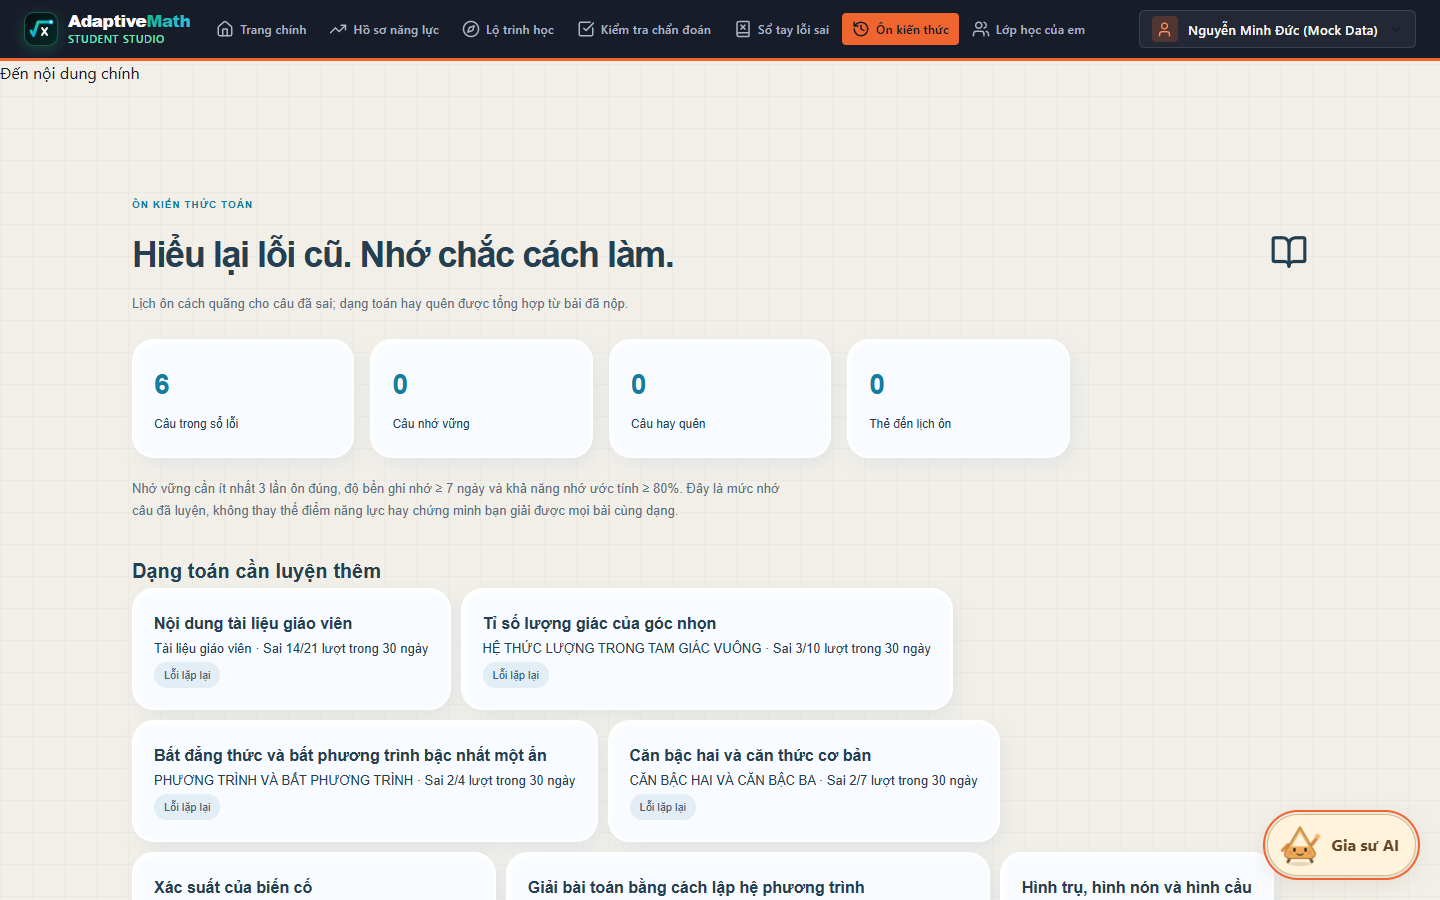 AdaptiveMath
STUDENT STUDIO
Trang chính
Hồ sơ năng lực
Lộ trình học
Kiểm tra chẩn đoán
Sổ tay lỗi sai
Ôn kiến thức
Lớp học của em
Nguyễn Minh Đức (Mock Data)
Đến nội dung chính
ÔN KIẾN THỨC TOÁN
Hiểu lại lỗi cũ. Nhớ chắc cách làm.
Lịch ôn cách quãng cho câu đã sai; dạng toán hay quên được tổng hợp từ bài đã nộp.
6
Câu trong sổ lỗi
0
Câu nhớ vững
0
Câu hay quên
0
Thẻ đến lịch ôn
Nhớ vững cần ít nhất 3 lần ôn đúng, độ bền ghi nhớ ≥ 7 ngày và khả năng nhớ ước tính ≥ 80%. Đây là mức nhớ
câu đã luyện, không thay thế điểm năng lực hay chứng minh bạn giải được mọi bài cùng dạng.
Dạng toán cần luyện thêm
Nội dung tài liệu giáo viên
Tài liệu giáo viên · Sai 14/21 lượt trong 30 ngày
Lỗi lặp lại
Tỉ số lượng giác của góc nhọn
HỆ THỨC LƯỢNG TRONG TAM GIÁC VUÔNG · Sai 3/10 lượt trong 30 ngày
Lỗi lặp lại
Bất đẳng thức và bất phương trình bậc nhất một ẩn
PHƯƠNG TRÌNH VÀ BẤT PHƯƠNG TRÌNH · Sai 2/4 lượt trong 30 ngày
Lỗi lặp lại
Căn bậc hai và căn thức cơ bản
CĂN BẬC HAI VÀ CĂN BẬC BA · Sai 2/7 lượt trong 30 ngày
Lỗi lặp lại
Xác suất của biến cố
Giải bài toán bằng cách lập hệ phương trình
Hình trụ, hình nón và hình cầu
Gia sư AI